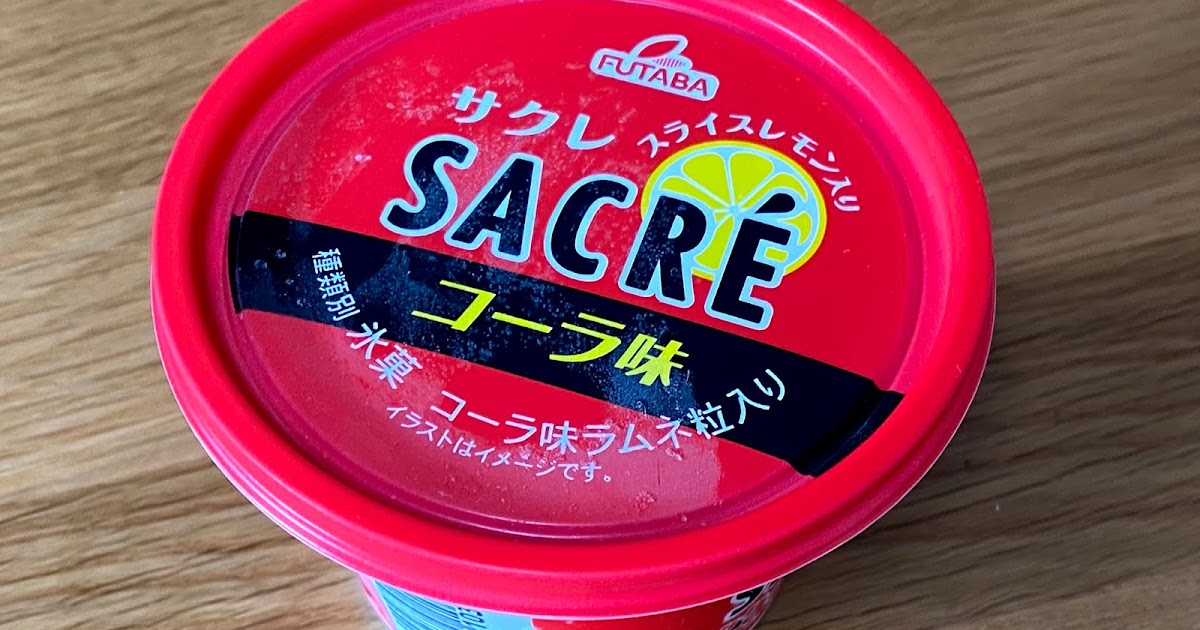 FUTABA
サクレ
スライスレモン入り
SACRÉ
コーラ味
種類別 氷菓
コーラ味ラムネ粒入り
イラストはイメージです。